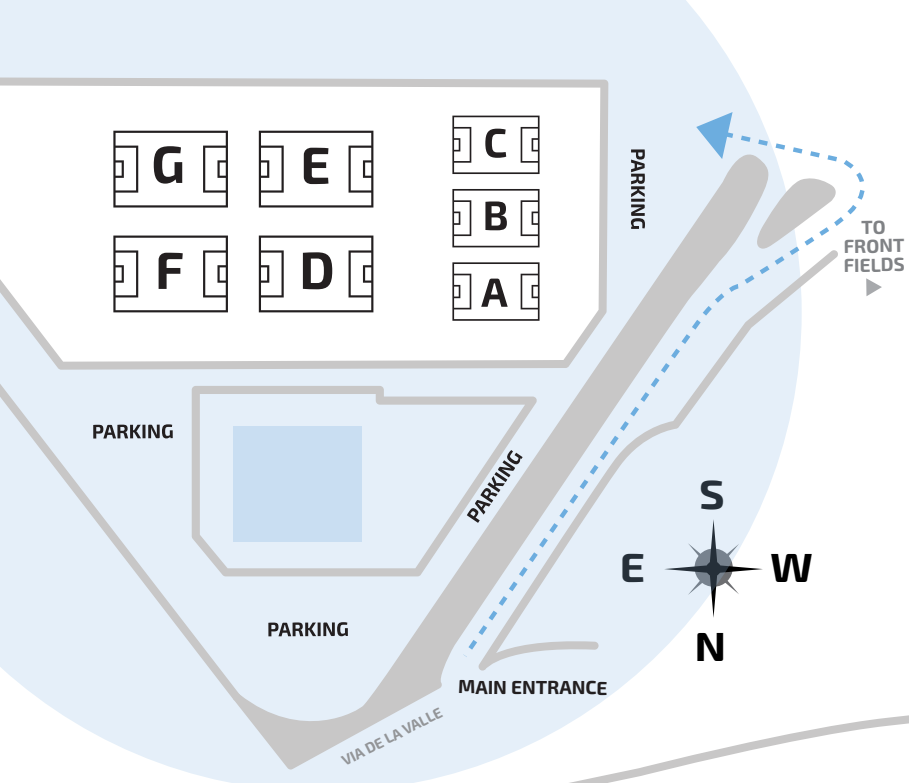 C
G
E
PARKING
B
TO
FRONT
FIELDS
F
D
A
PARKING
PARKING
S
E
W
PARKING
N
MAIN ENTRANCE
VIA DE LA VALLE